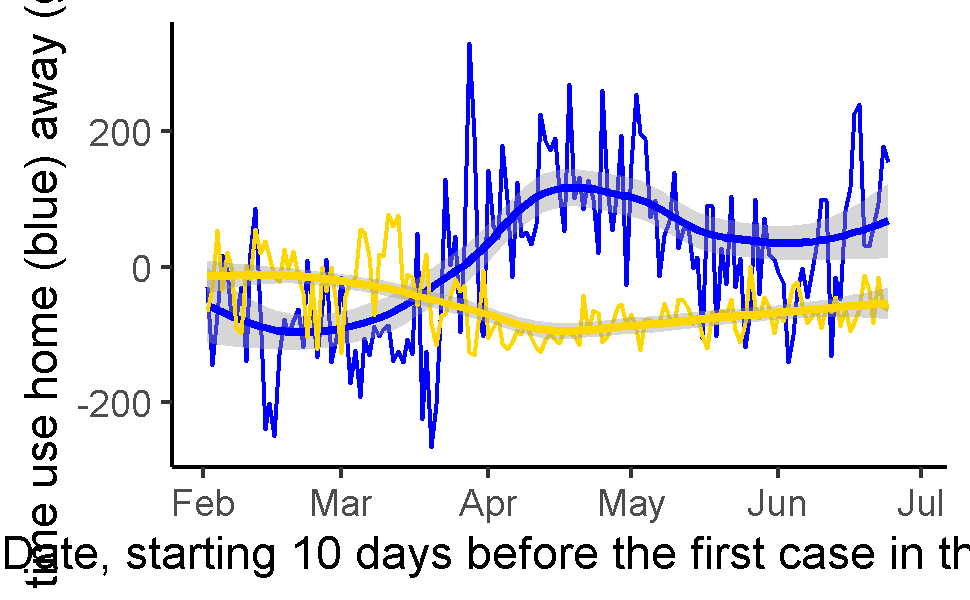 time use home (blue) away (
200
0
-200
Feb Mar Apr May Jun Jul
Date, starting 10 days before the first case in th